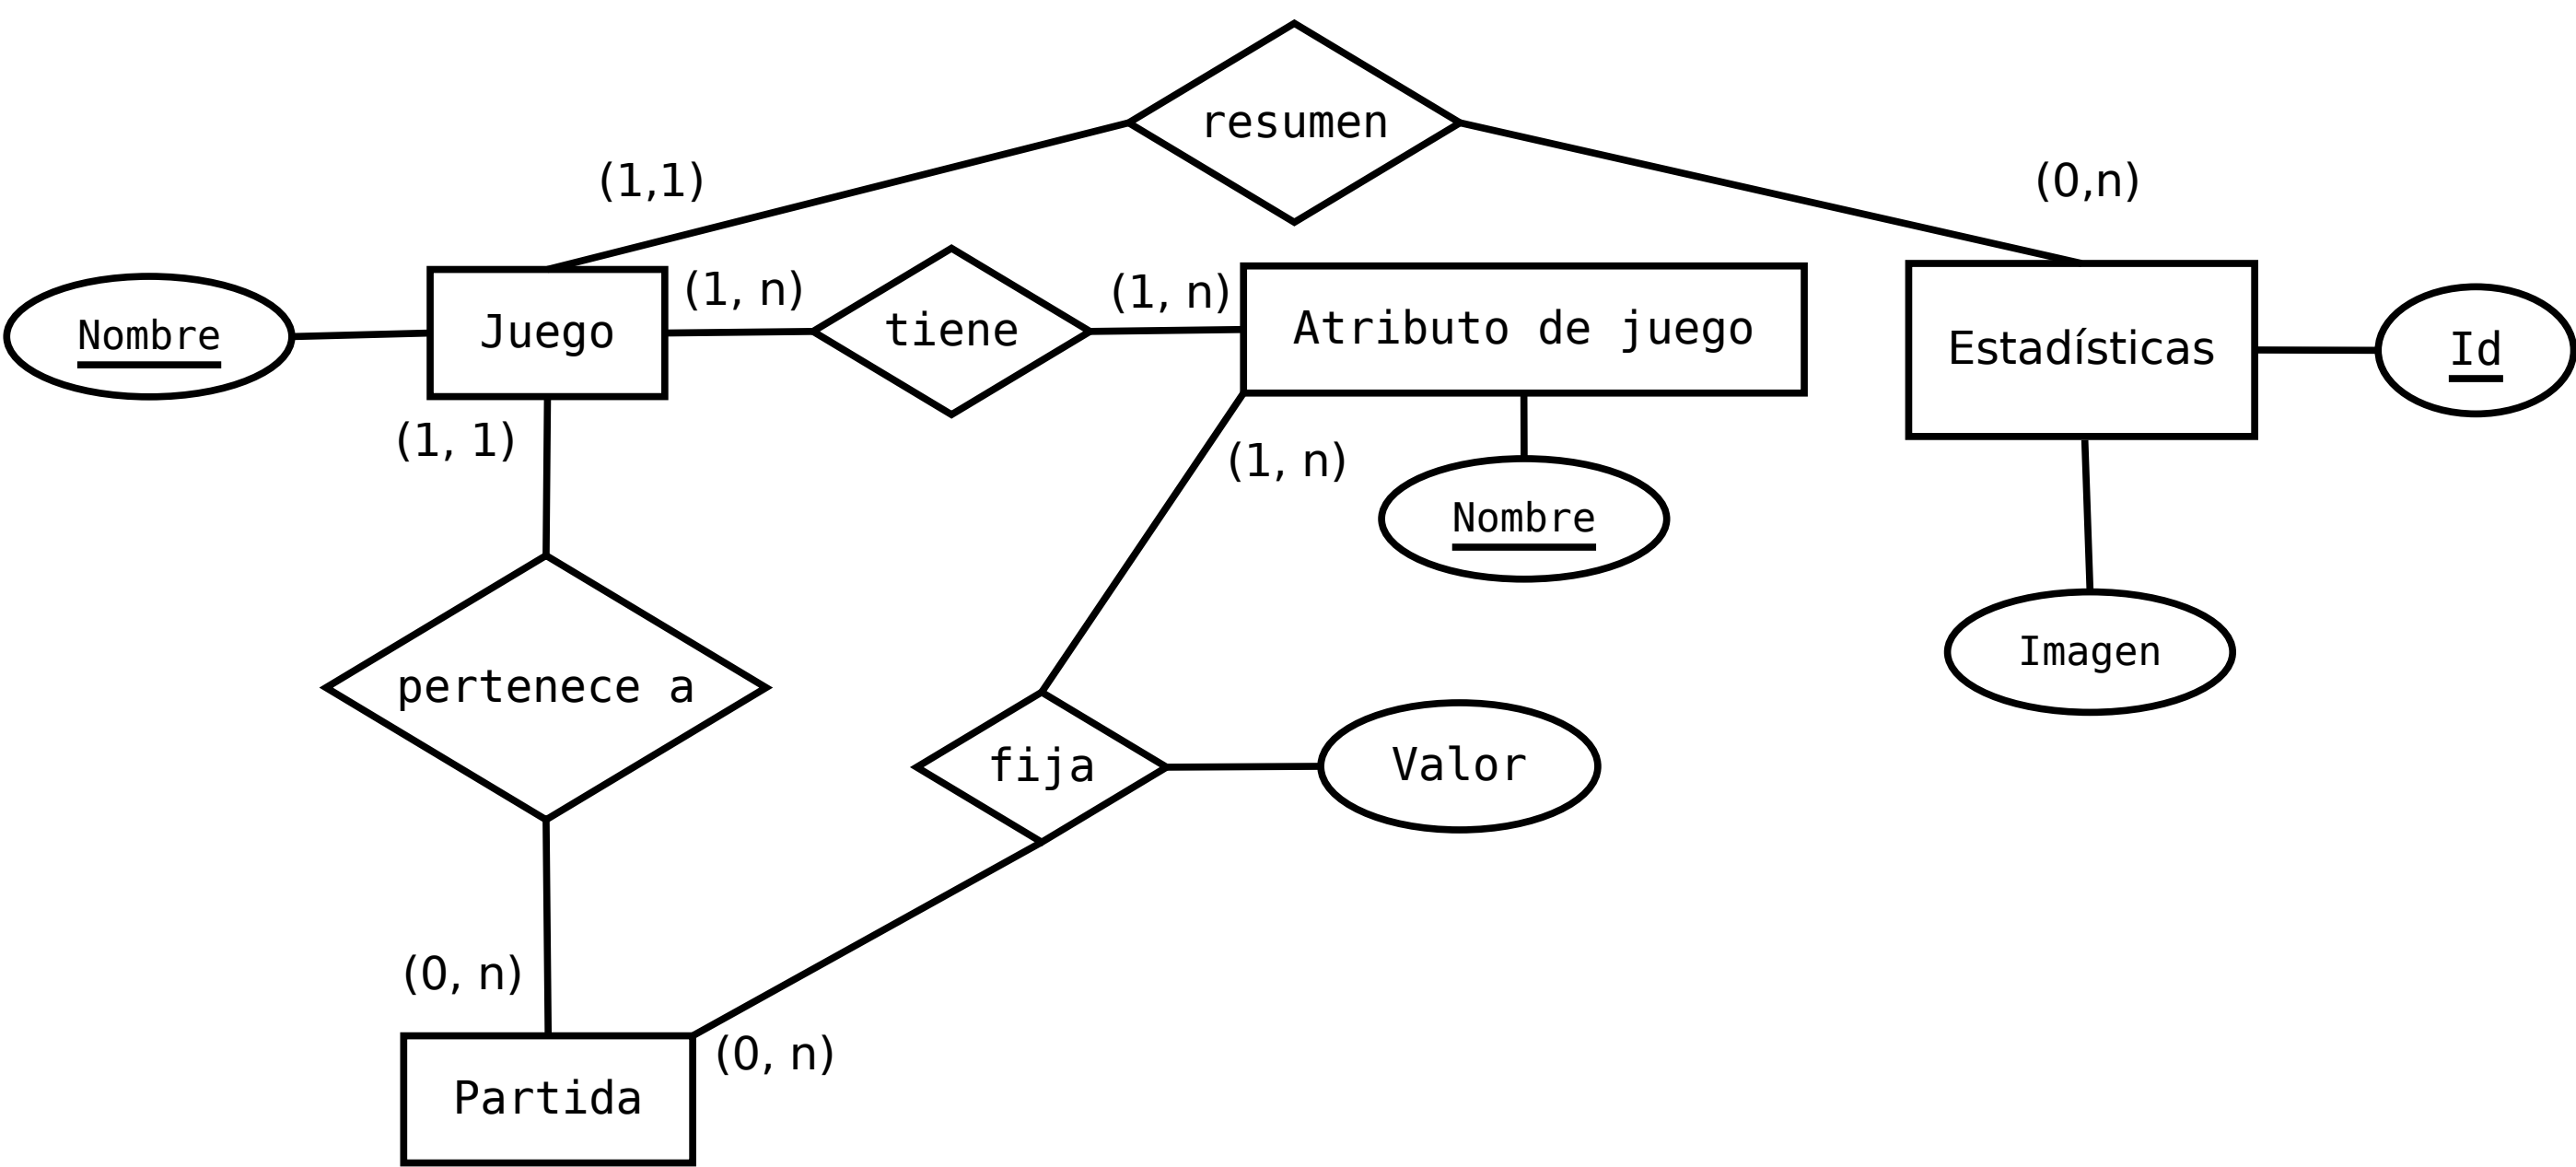 resumen
(1,1)
(0,n)
Nombre
Juego
(1, n)
tiene
(1, n)
Atributo de juego
Estadísticas
Id
(1, 1)
(1, n)
Nombre
Imagen
pertenece a
fija
Valor
(0, n)
(0, n)
Partida